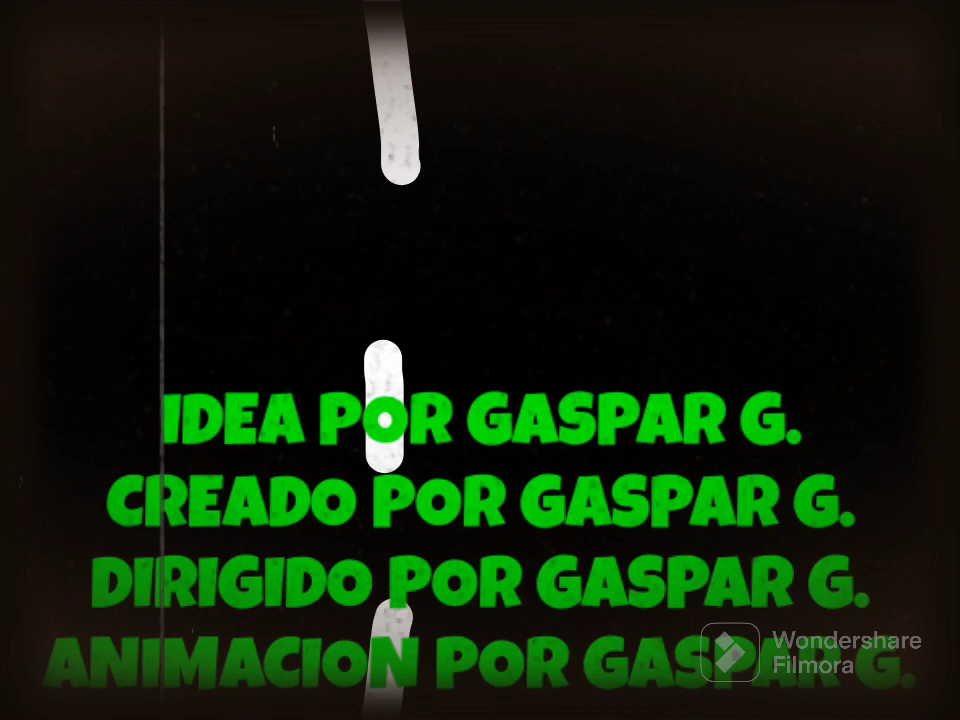 IDEA POR GASPAR G.
CREADO POR GASPAR G.
DIRIGIDO POR GASPAR G.
ANIMACION POR GASPAR G.
Wondershare
Filmora